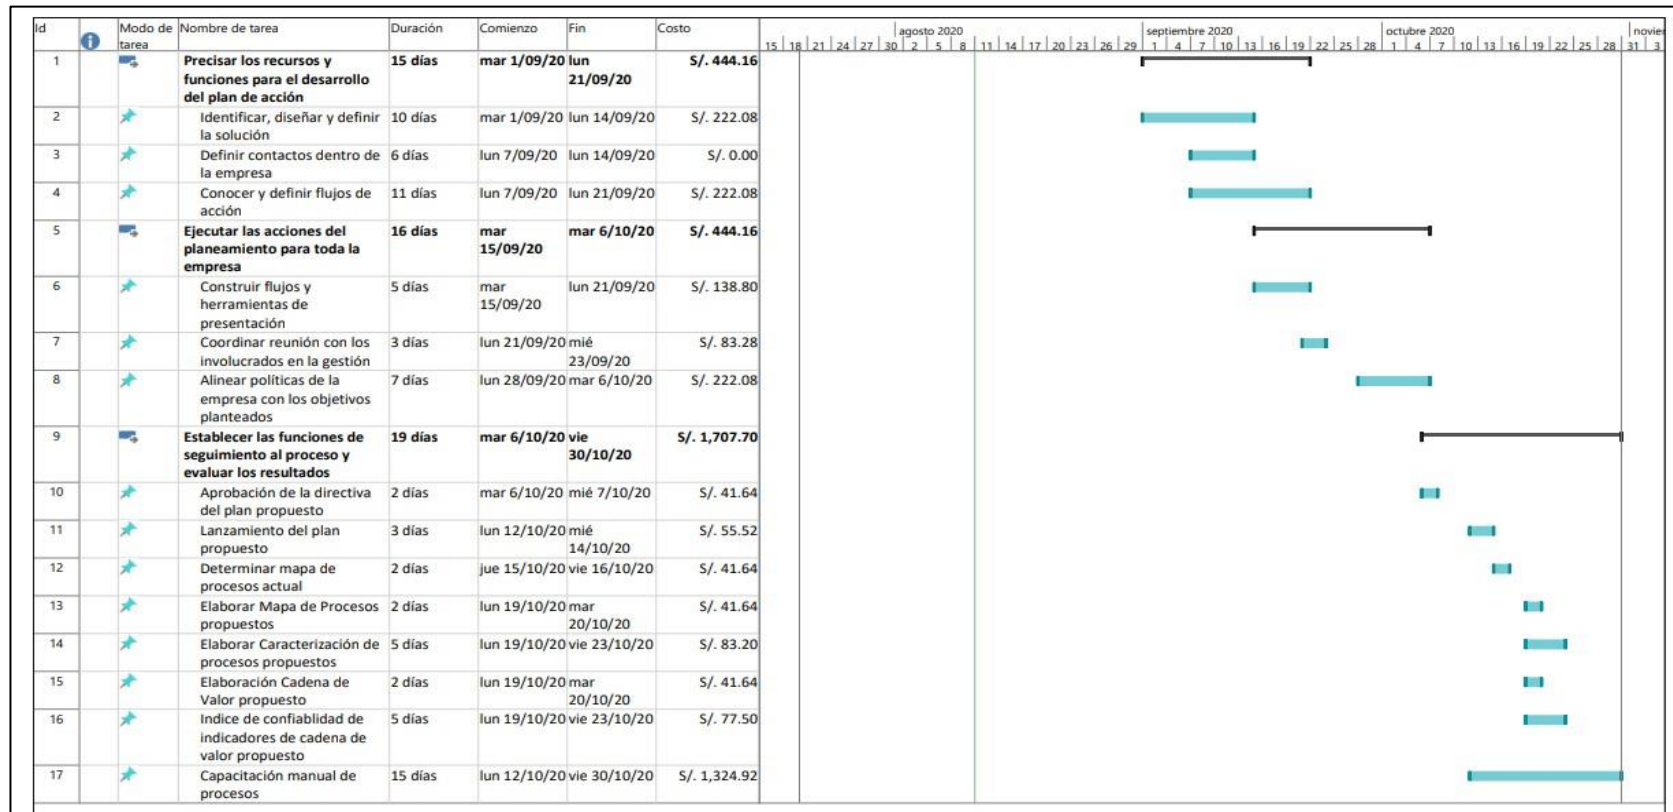 Id Modo de tarea Nombre de tarea Duración Comienzo Fin Costo
agosto 2020 septiembre 2020 octubre 2020 novier
15 18 21 24 27 30 2 5 8 11 14 17 20 23 26 29 1 4 7 10 13 16 19 22 25 28 1 4 7 10 13 16 19 22 25 28 31 3
1 Precisar los recursos y 15 días mar 1/09/20 lun S/. 444.16
funciones para el desarrollo 21/09/20
del plan de acción
2 Identificar, diseñar y definir 10 días mar 1/09/20 lun 14/09/20 S/. 222.08
la solución
3 Definir contactos dentro de 6 días lun 7/09/20 lun 14/09/20 S/. 0.00
la empresa
4 Conocer y definir flujos de 11 días lun 7/09/20 lun 21/09/20 S/. 222.08
acción
5 Ejecutar las acciones del 16 días mar mar 6/10/20 S/. 444.16
planeamiento para toda la 15/09/20
empresa
6 Construir flujos y 5 días mar lun 21/09/20 S/. 138.80
herramientas de 15/09/20
presentación
7 Coordinar reunión con los 3 días lun 21/09/20 mié S/. 83.28
involucrados en la gestión 23/09/20
8 Alinear políticas de la 7 días lun 28/09/20 mar 6/10/20 S/. 222.08
empresa con los objetivos
planteados
9 Establecer las funciones de 19 días mar 6/10/20 vie S/. 1,707.70
seguimiento al proceso y 30/10/20
evaluar los resultados
10 Aprobación de la directiva 2 días mar 6/10/20 mié 7/10/20 S/. 41.64
del plan propuesto
11 Lanzamiento del plan 3 días lun 12/10/20 mié S/. 55.52
propuesto 14/10/20
12 Determinar mapa de 2 días jue 15/10/20 vie 16/10/20 S/. 41.64
procesos actual
13 Elaborar Mapa de Procesos 2 días lun 19/10/20 mar S/. 41.64
propuestos 20/10/20
14 Elaborar Caracterización de 5 días lun 19/10/20 vie 23/10/20 S/. 83.20
procesos propuestos
15 Elaboración Cadena de 2 días lun 19/10/20 mar S/. 41.64
Valor propuesto 20/10/20
16 Indice de confiablidad de 5 días lun 19/10/20 vie 23/10/20 S/. 77.50
indicadores de cadena de
valor propuesto
17 Capacitación manual de 15 días lun 12/10/20 vie 30/10/20 S/. 1,324.92
procesos